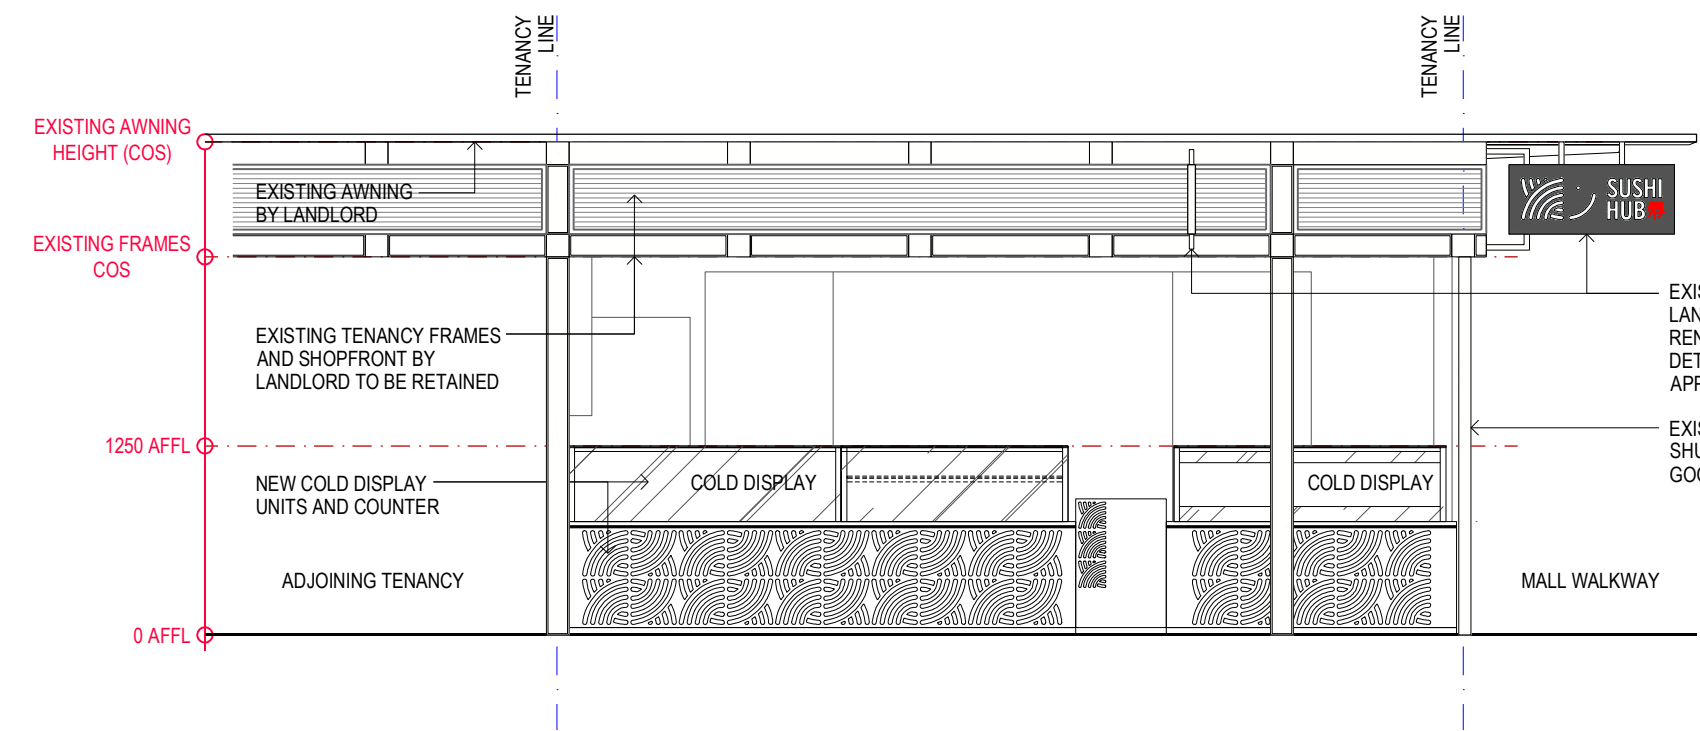 TENANCY
LINE
TENANCY
LINE
EXISTING AWNING
HEIGHT (COS)
EXISTING AWNING
BY LANDLORD
SUSHI
HUB
EXISTING FRAMES
COS
EXISTING TENANCY FRAMES
AND SHOPFRONT BY
LANDLORD TO BE RETAINED
1250 AFFL
NEW COLD DISPLAY
UNITS AND COUNTER
COLD DISPLAY
COLD DISPLAY
ADJOINING TENANCY
MALL WALKWAY
0 AFFL